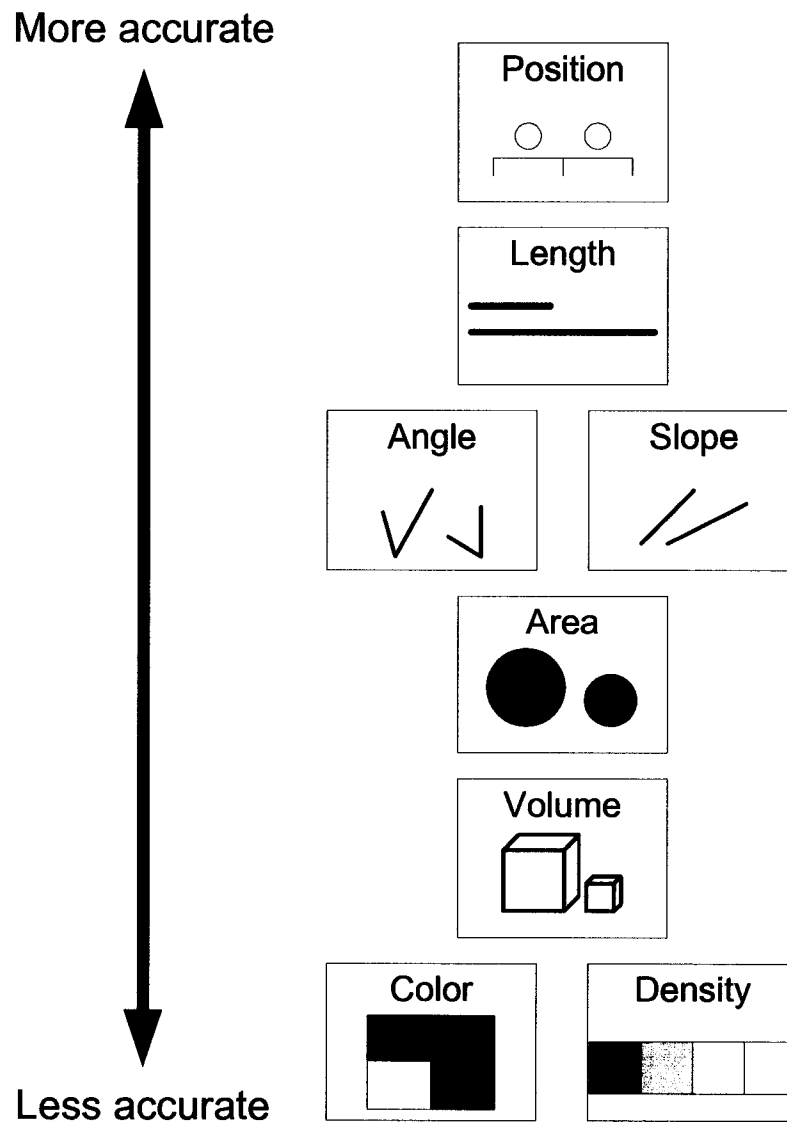 More accurate
Position
Length
Angle
Slope
Area
Volume
Color
Density
Less accurate